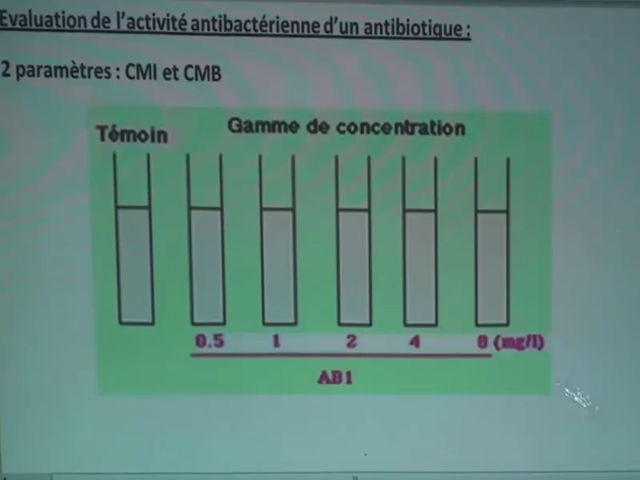 Evaluation de l'activité antibactérienne d'un antibiotique :
2 paramètres : CMI et CMB
Témoin
Gamme de concentration
0.5 1 2 4 8 (mg/l)
AB1